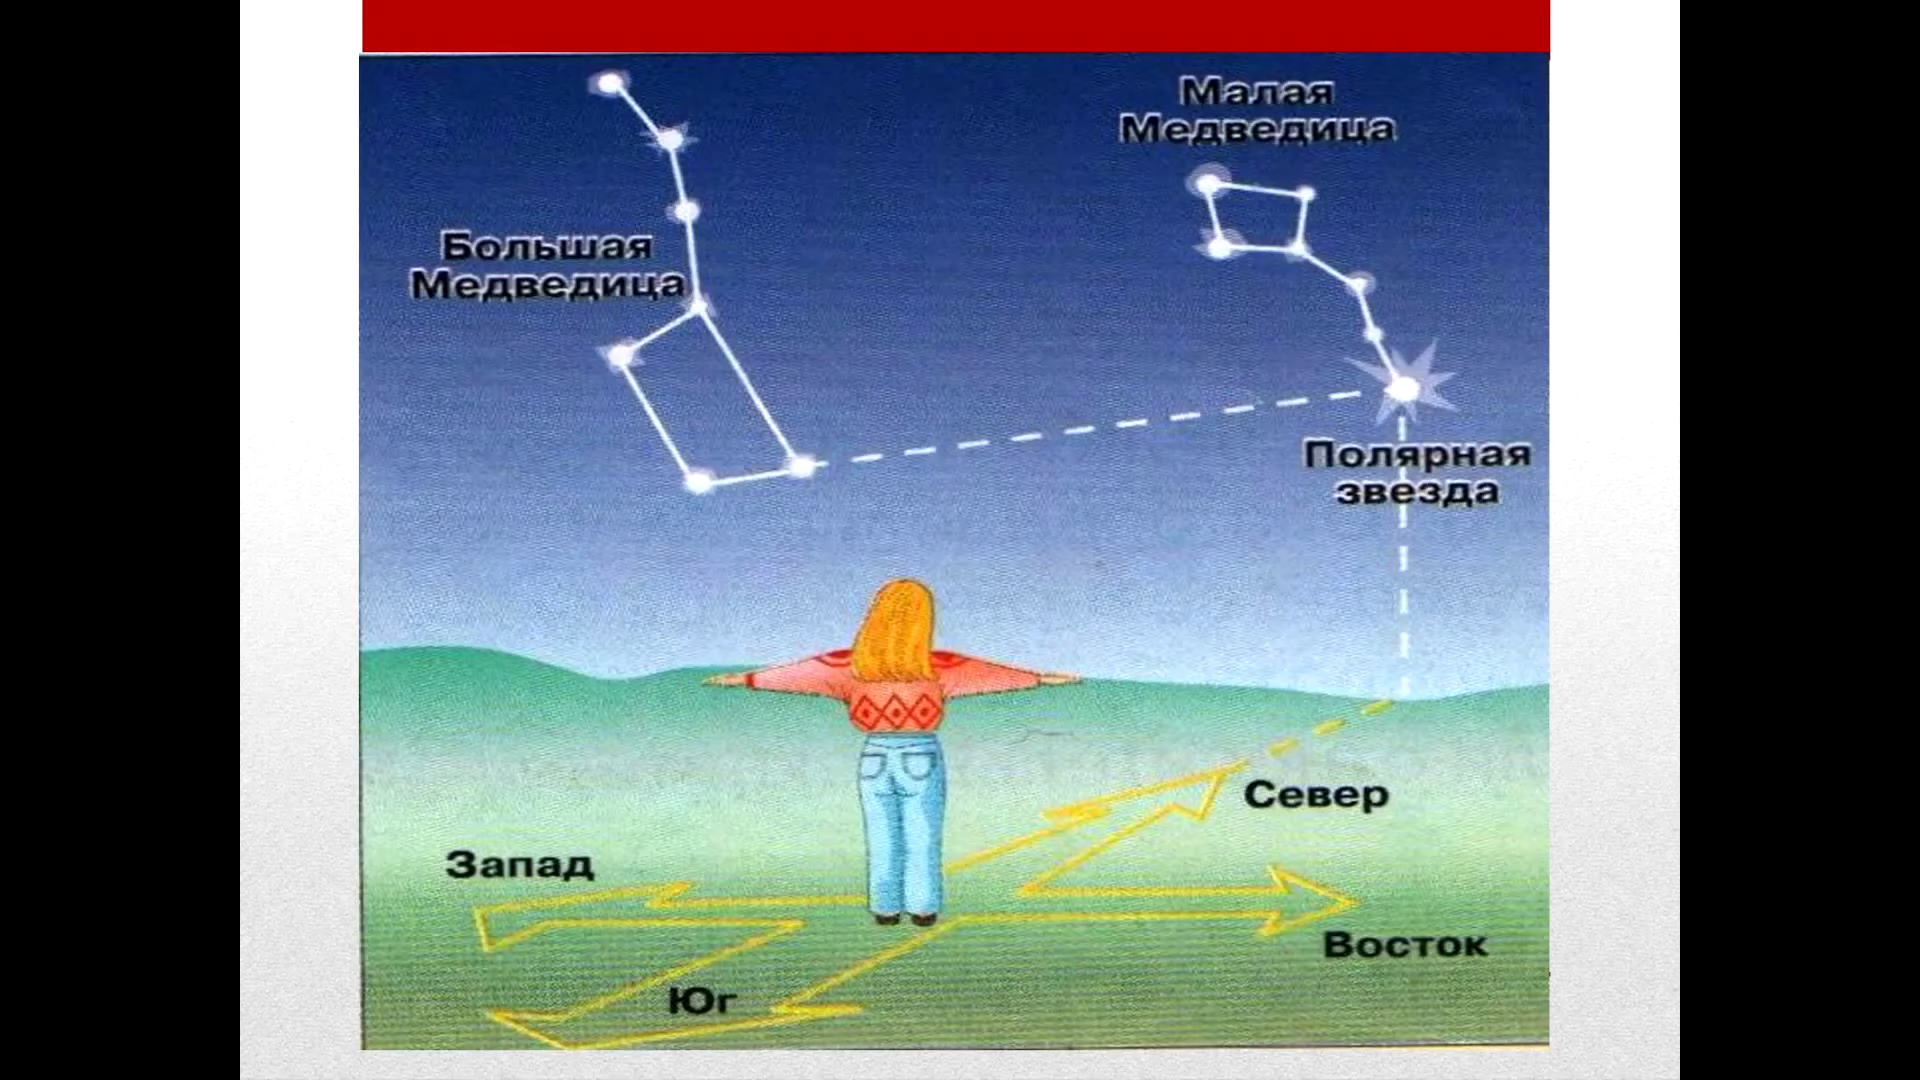 Малая
Медведица
Большая
Медведица
Полярная
звезда
Север
Запад
Восток
Юг